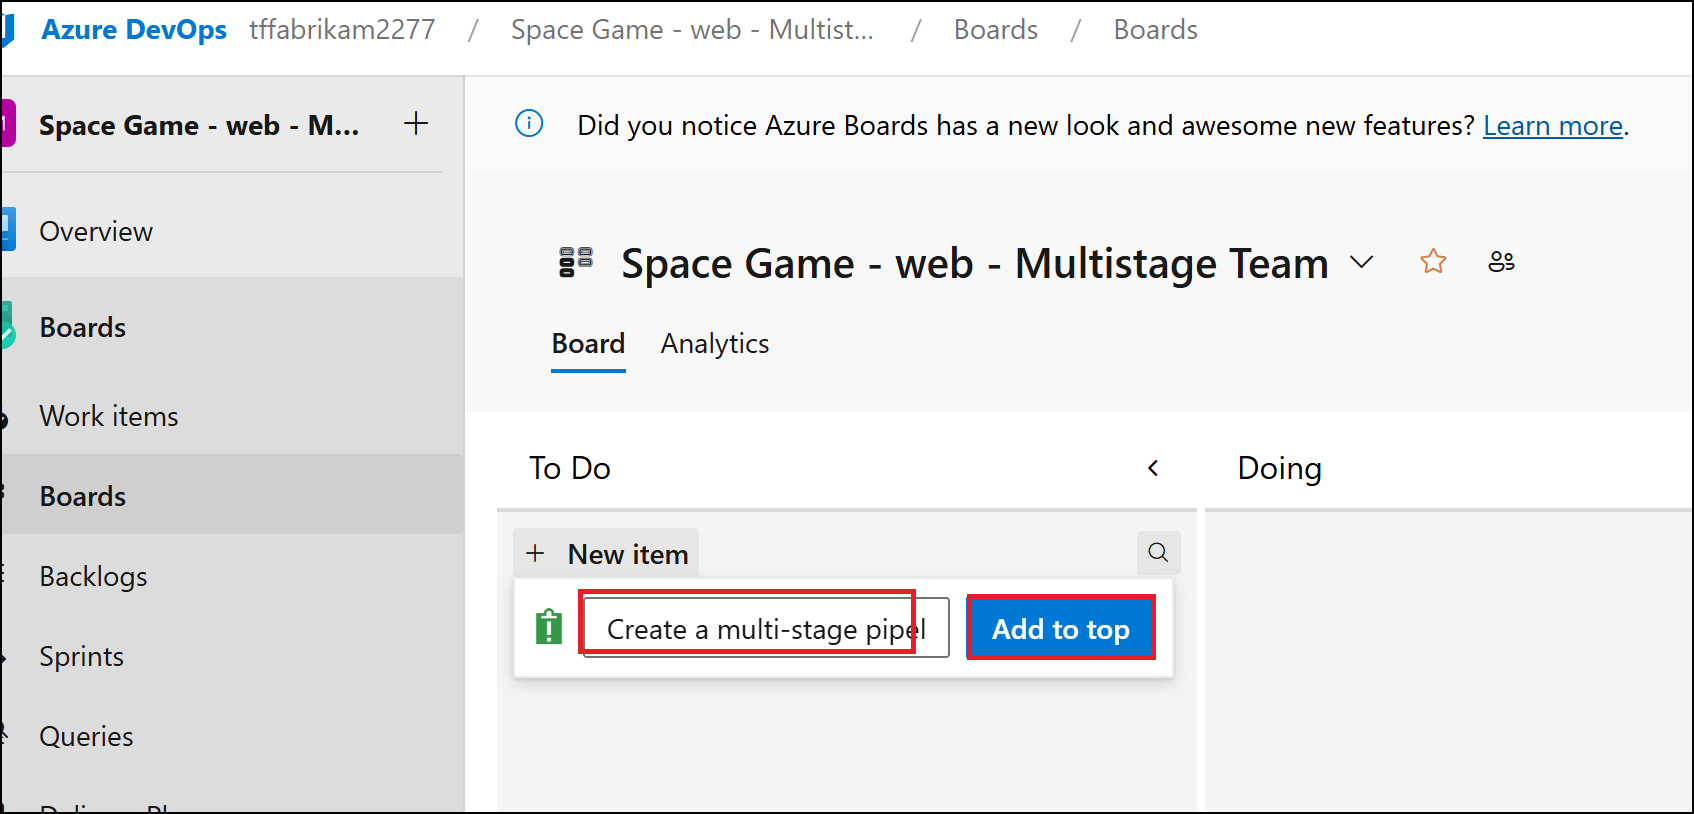 Azure DevOps tffabrikam2277 / Space Game - web - Multist... / Boards / Boards
Space Game - web - M... +
Did you notice Azure Boards has a new look and awesome new features? Learn more.
Overview
Space Game - web - Multistage Team
Boards
Board Analytics
Work items
To Do
Doing
Boards
+ New item
Backlogs
Create a multi-stage pipel
Add to top
Sprints
Queries